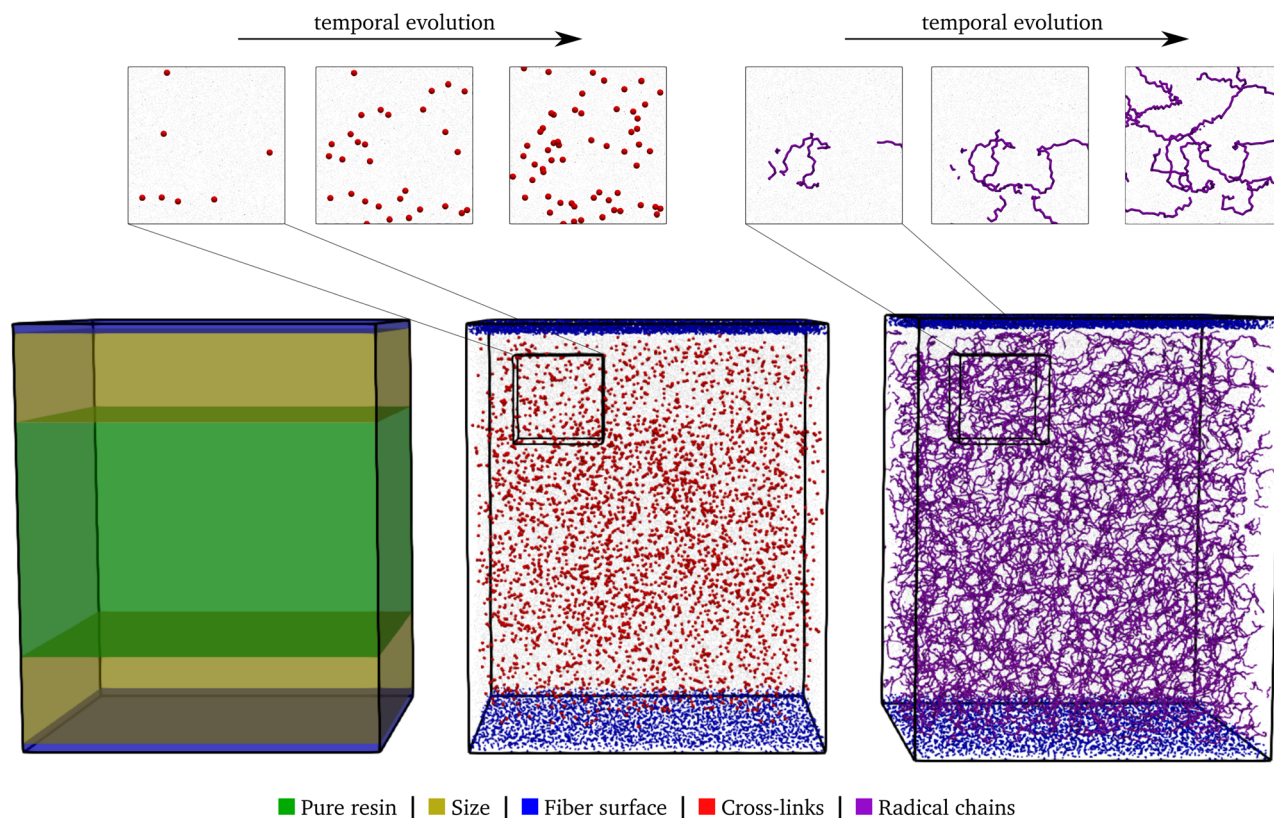 temporal evolution
temporal evolution
Pure resin | Size | Fiber surface | Cross-links | Radical chains